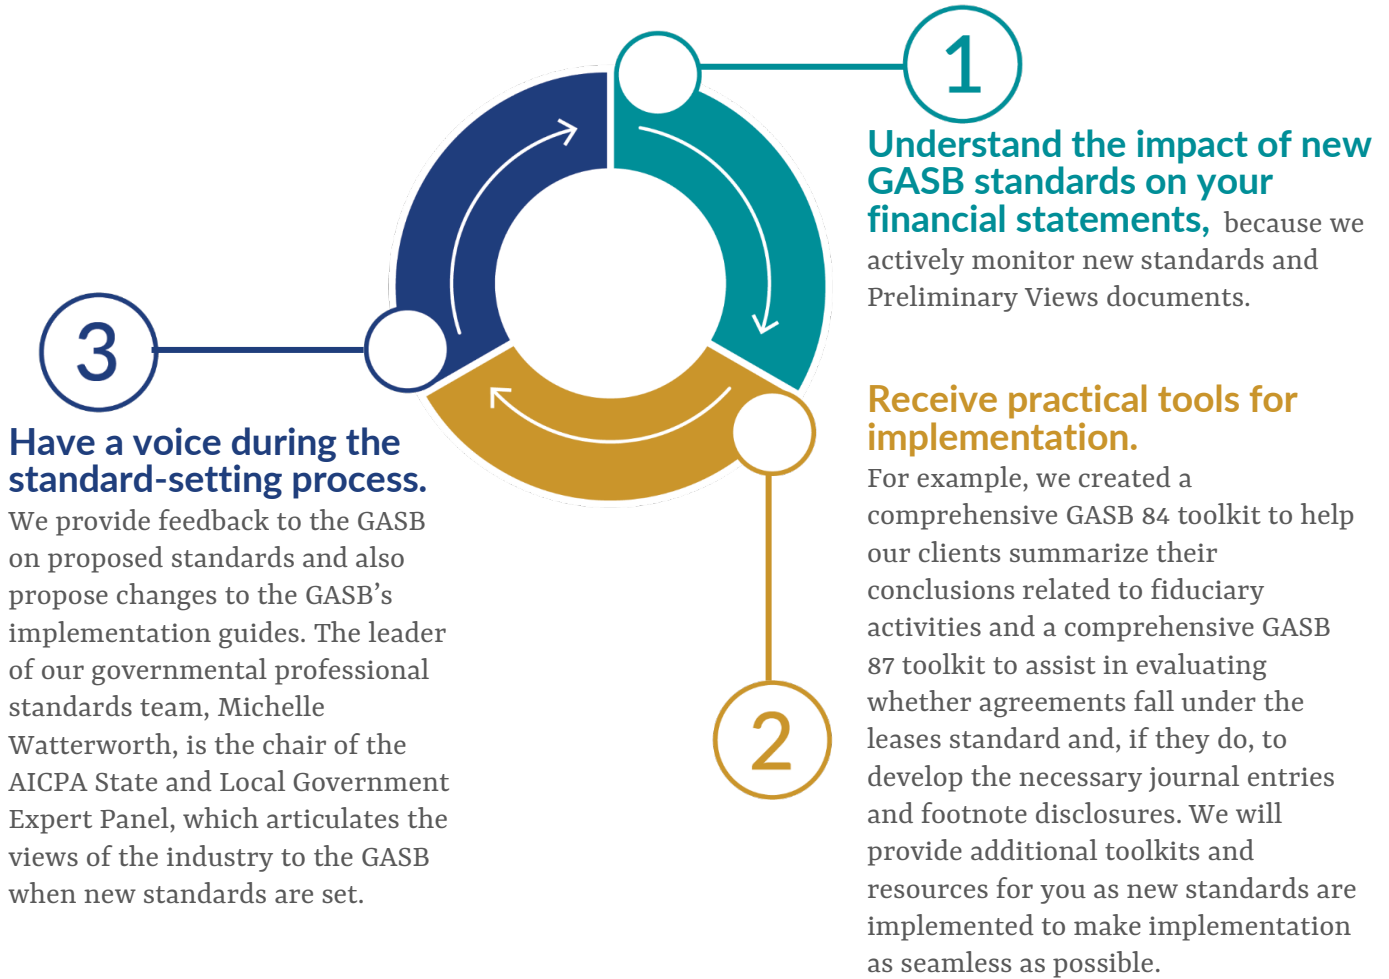 1
Understand the impact of new
GASB standards on your
financial statements, because we
actively monitor new standards and
Preliminary Views documents.
2
Receive practical tools for
implementation.
For example, we created a
comprehensive GASB 84 toolkit to help
our clients summarize their
conclusions related to fiduciary
activities and a comprehensive GASB
87 toolkit to assist in evaluating
whether agreements fall under the
leases standard and, if they do, to
develop the necessary journal entries
and footnote disclosures. We will
provide additional toolkits and
resources for you as new standards are
implemented to make implementation
as seamless as possible.
3
Have a voice during the
standard-setting process.
We provide feedback to the GASB
on proposed standards and also
propose changes to the GASB’s
implementation guides. The leader
of our governmental professional
standards team, Michelle
Watterworth, is the chair of the
AICPA State and Local Government
Expert Panel, which articulates the
views of the industry to the GASB
when new standards are set.